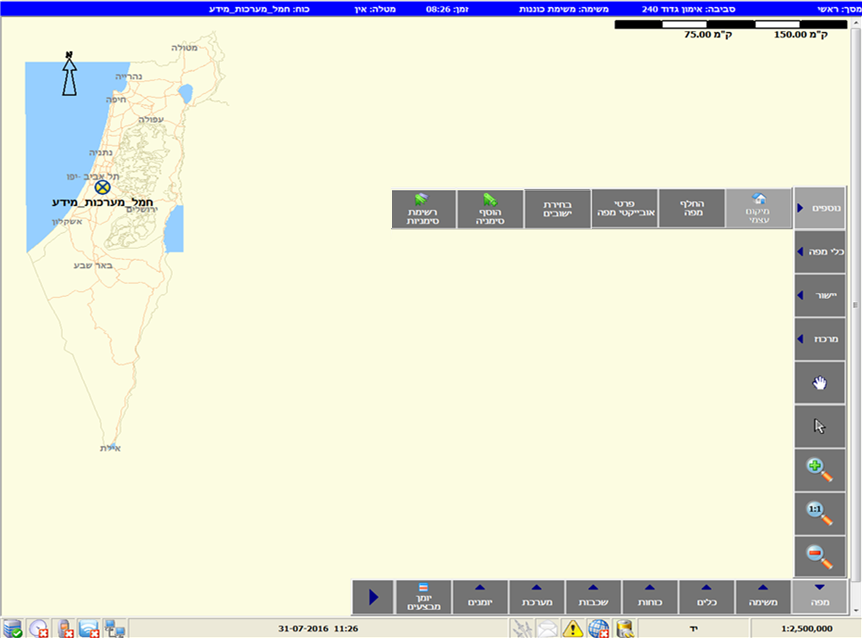 מסך: ראשי סביבה: אימון גדוד 240 משימה: משימת כוננות זמן: 08:26 מטלה: אין כוח: חמל_מערכות_מידע
150.00 ק"מ 75.00 ק"מ
N
מטולה
נהרייה
חיפה
עפולה
נתניה
תל אביב -יפו
חמל_מערכות_מידע
ירושלים
אשקלון
באר שבע
אילת
נוספים
מיקום
עצמי
החלף
מפה
פרטי
אובייקטי מפה
בחירת
ישובים
הוסף
סימניה
רשימת
סימניות
כלי מפה
יישור
מרכוז
1:1
מפה משימה כלים כוחות שכבות מערכת יומנים
יומן
מבצעים
31-07-2016 11:26
יד
1:2,500,000